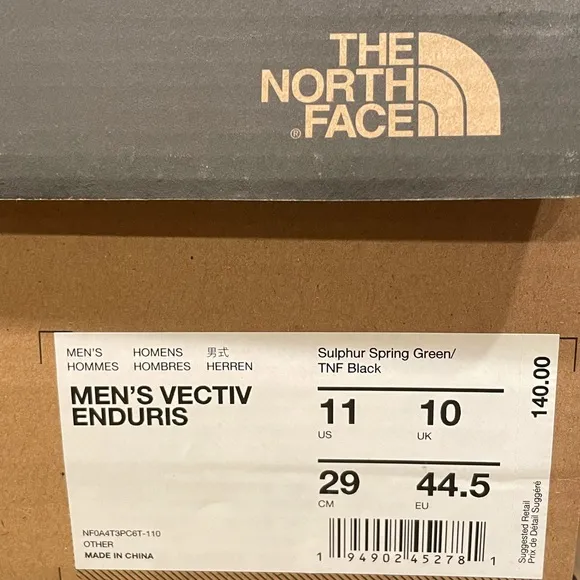 THE
NORTH
®FACE
MEN'S HOMENS 男式
HOMMES HOMBRES HERREN
MEN'S VECTIV
ENDURIS
NF0A4T3PC6T-110
OTHER
MADE IN CHINA
Sulphur Spring Green/
TNF Black
11 10
US UK
29 44.5
CM EU
1 94902 45278 1
140.00
Suggested Retail
Prix de Détail Suggéré